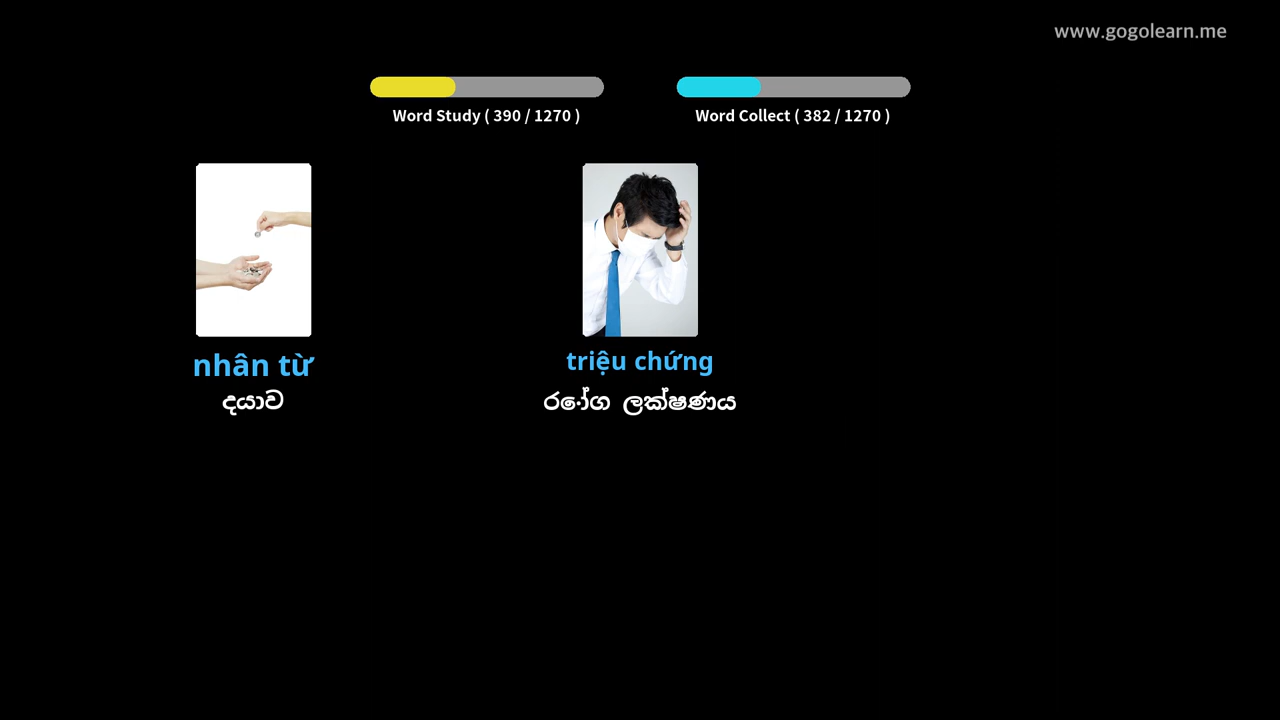 www.gogolearn.me
Word Study ( 390 / 1270 )
Word Collect ( 382 / 1270 )
nhân từ
දයාව
triệu chứng
රෝග ලක්ෂණය